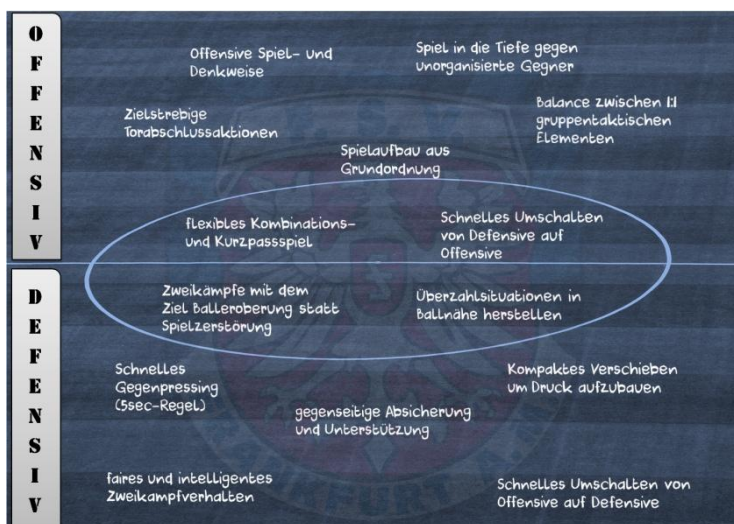 OFFENSIV
Offensive Spiel- und
Denkweise
Spiel in die Tiefe gegen
unorganisierte Gegner
Zielstrebige
Torabschlussaktionen
Balance zwischen 1:1
gruppentaktischen
Elementen
Spielaufbau aus
Grundordnung
flexibles Kombinations-
und Kurzpassspiel
Schnelles Umschalten
von Defensive auf
Offensive
DEFENSIV
Zweikämpfe mit dem
Ziel Balleroberung statt
Spielzerstörung
Überzahlsituationen in
Ballnähe herstellen
Schnelles
Gegenpressing
(5sec-Regel)
Kompaktes Verschieben
um Druck aufzubauen
gegenseitige Absicherung
und Unterstützung
faires und intelligentes
Zweikampfverhalten
Schnelles Umschalten von
Offensive auf Defensive
FRANKFURT A.M.